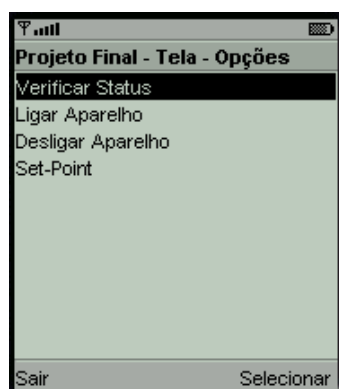 Projeto Final - Tela - Opções
Verificar Status
Ligar Aparelho
Desligar Aparelho
Set-Point
Sair Selecionar